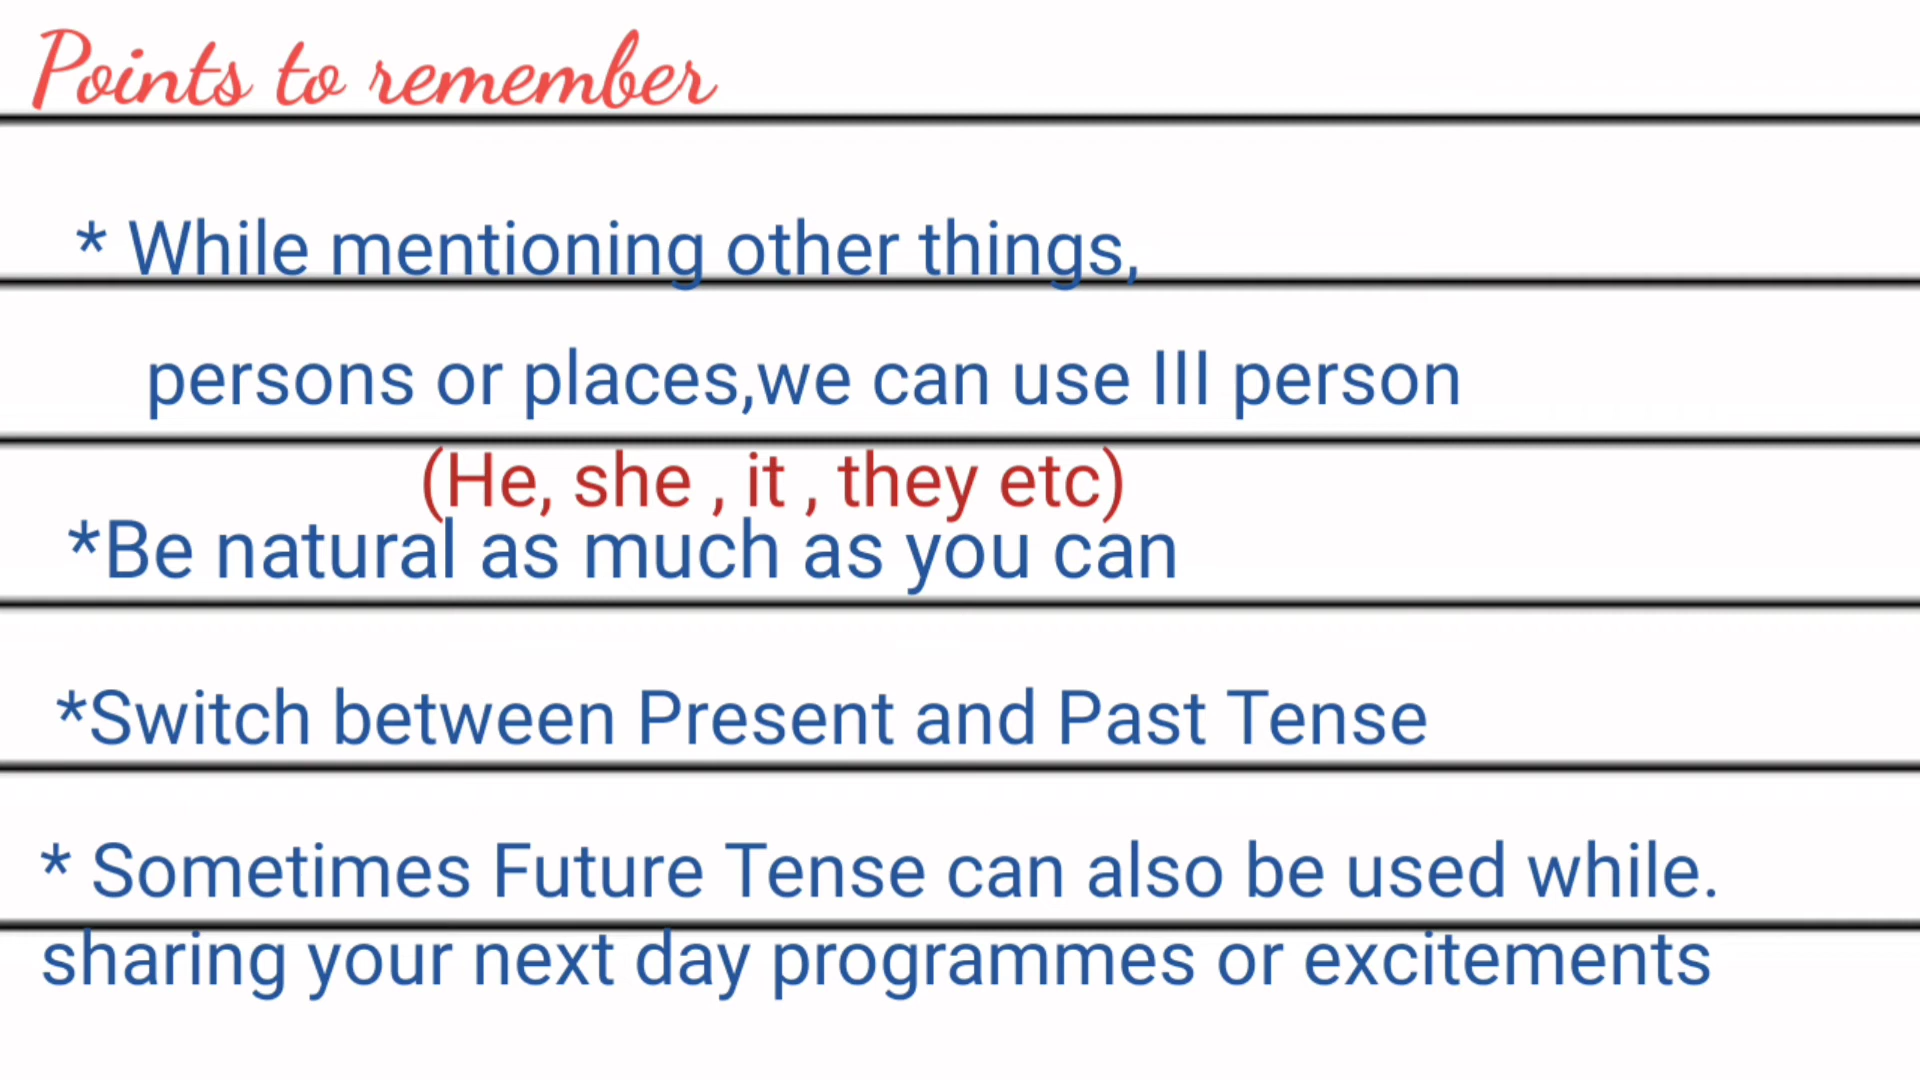 Points to remember
* While mentioning other things,
persons or places,we can use III person
(He, she , it , they etc)
*Be natural as much as you can
*Switch between Present and Past Tense
* Sometimes Future Tense can also be used while.
sharing your next day programmes or excitements